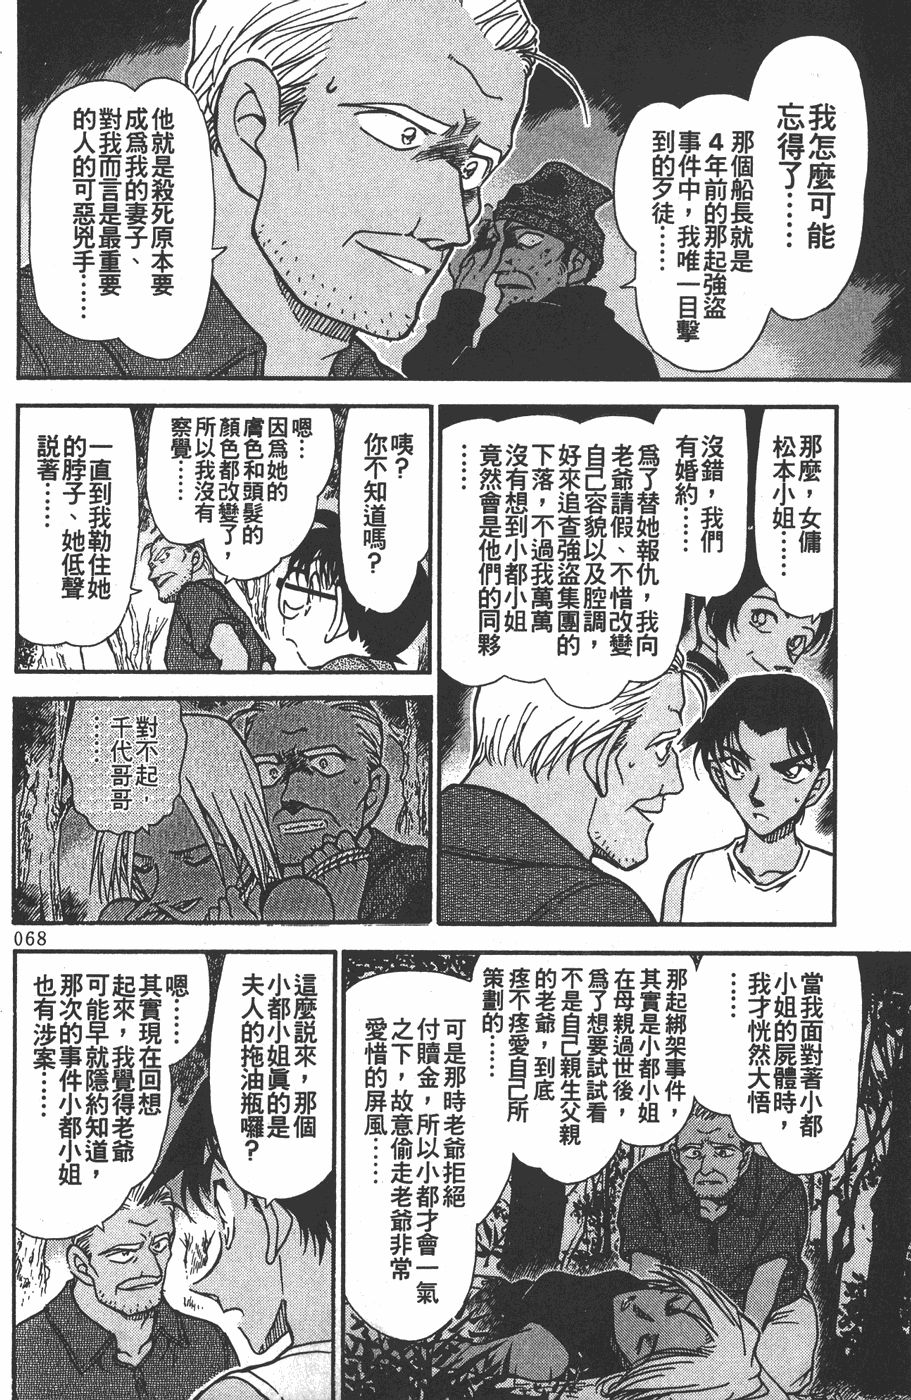 我怎麼可能
忘得了……
那個船長就是
4年前的那起強盜
事件中，我唯一目擊
到的歹徒……
他就是殺死原本要
成為我的妻子、
對我而言是最重要
的人的可惡兇手……
那麼，女傭
松本小姐……
沒錯，我們
有婚約……
為了替她報仇，我向
老爺請假、不惜改變
自己容貌以及腔調，
好來追查強盜集團的
下落，不過我萬萬
沒有想到小都小姐
竟然會是他們的同夥
……
咦？
你不知道嗎？
嗯…
因為她的
膚色和頭髮的
顏色都改變了，
所以我沒有
察覺…
一直到我勒住她
的脖子、她低聲
說著……
對不起，
千代哥哥
……
當我面對著小都
小姐的屍體時，
我才恍然大悟
……
那起綁架事件，
其實是小都小姐
在母親過世後，
為了想要試試看
不是自己親生父親
的老爺，到底
疼不疼愛自己所
策劃的……
可是那時老爺拒絕
付贖金，所以小都才會一氣
之下，故意偷走老爺非常
愛惜的屏風……
這麼說來，那個
小都小姐真的是
夫人的拖油瓶囉？
嗯……
其實現在回想
起來，我覺得老爺
可能早就隱約知道，
那次的事件小都小姐
也有涉案……
068